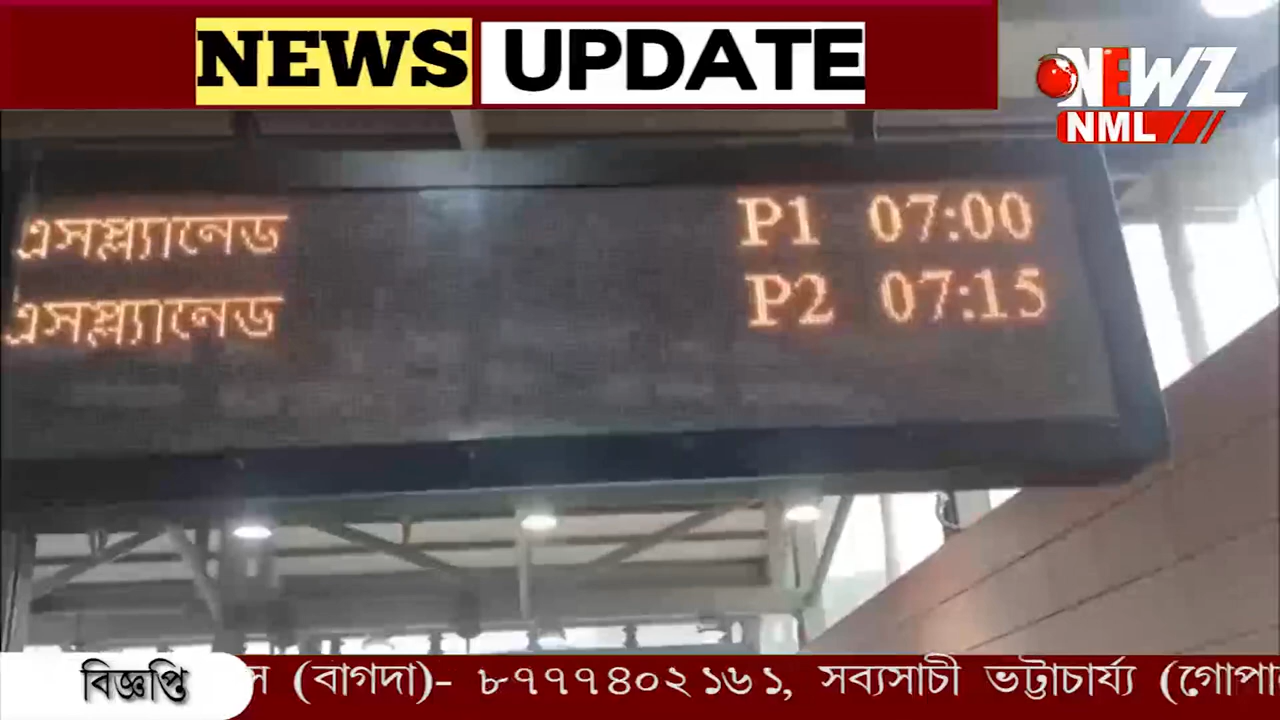 NEWS UPDATE
NEWZ
NML
এসপ্ল্যানেড P1 07:00
এসপ্ল্যানেড P2 07:15
বিজ্ঞপ্তি (বাগদা)- ৮৭৭৭৪০২১৬১, সব্যসাচী ভট্টাচার্য্য